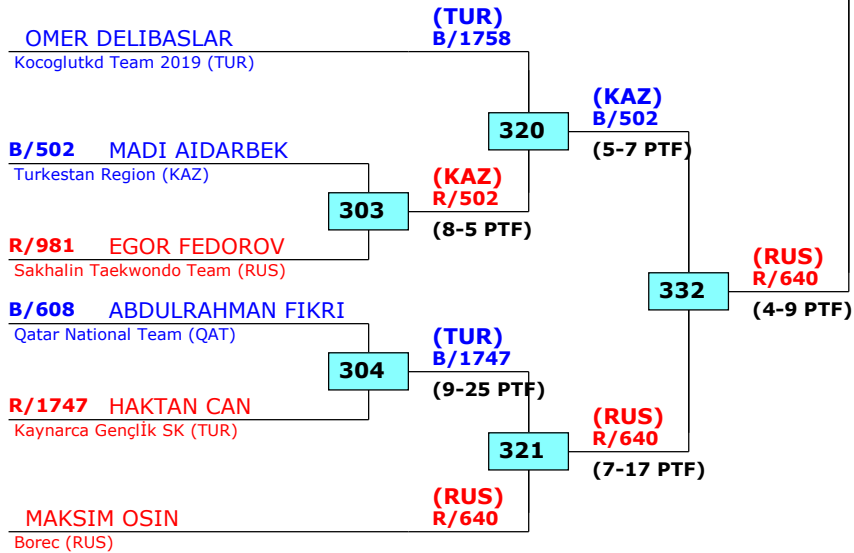 (TUR)
OMER DELIBASLAR
B/1758
Kocoglutkd Team 2019 (TUR)
(KAZ)
320
B/502
(5-7 PTF)
B/502 MADI AIDARBEK
Turkestan Region (KAZ)
(KAZ)
303
R/502
(8-5 PTF)
R/981 EGOR FEDOROV
Sakhalin Taekwondo Team (RUS)
(RUS)
332
R/640
(4-9 PTF)
B/608 ABDULRAHMAN FIKRI
Qatar National Team (QAT)
(TUR)
304
B/1747
(9-25 PTF)
R/1747 HAKTAN CAN
Kaynarca Gençlİk SK (TUR)
(RUS)
321
R/640
(7-17 PTF)
(RUS)
MAKSIM OSIN
R/640
Borec (RUS)